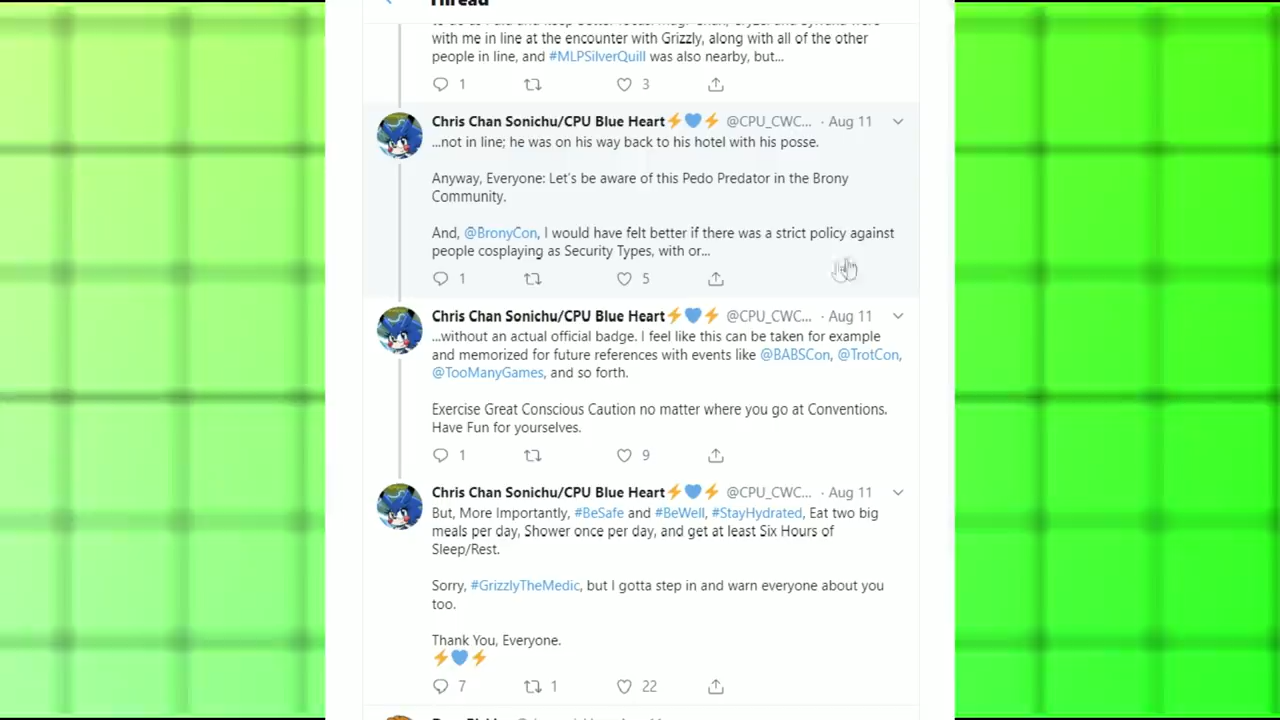 Thread
with me in line at the encounter with Grizzly, along with all of the other
people in line, and #MLPSilverQuill was also nearby, but...
1 3
Chris Chan Sonichu/CPU Blue Heart⚡💙⚡ @CPU_CWC... · Aug 11
...not in line; he was on his way back to his hotel with his posse.
Anyway, Everyone: Let's be aware of this Pedo Predator in the Brony
Community.
And, @BronyCon, I would have felt better if there was a strict policy against
people cosplaying as Security Types, with or...
1 5
Chris Chan Sonichu/CPU Blue Heart⚡💙⚡ @CPU_CWC... · Aug 11
...without an actual official badge. I feel like this can be taken for example
and memorized for future references with events like @BABSCon, @TrotCon,
@TooManyGames, and so forth.
Exercise Great Conscious Caution no matter where you go at Conventions.
Have Fun for yourselves.
1 9
Chris Chan Sonichu/CPU Blue Heart⚡💙⚡ @CPU_CWC... · Aug 11
But, More Importantly, #BeSafe and #BeWell, #StayHydrated, Eat two big
meals per day, Shower once per day, and get at least Six Hours of
Sleep/Rest.
Sorry, #GrizzlyTheMedic, but I gotta step in and warn everyone about you
too.
Thank You, Everyone.
⚡💙⚡
7 1 22